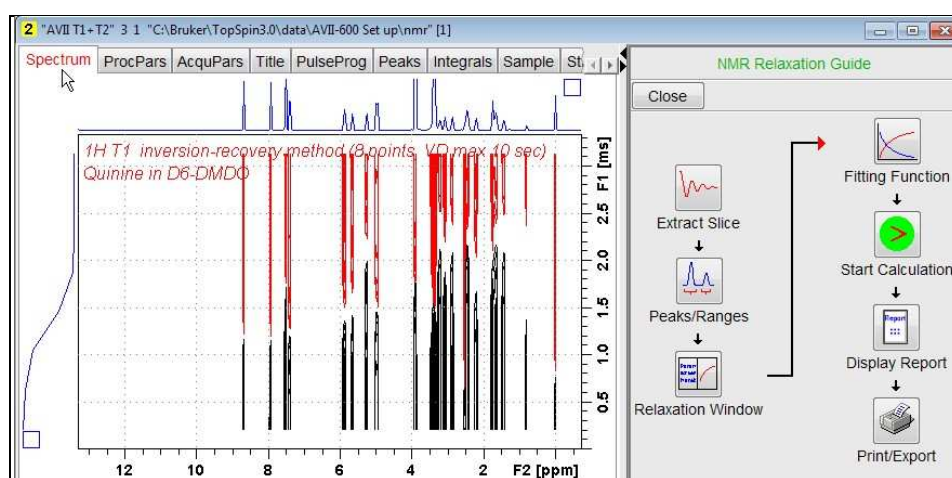 2 "AVII T1+T2" 3 1 "C:\Bruker\TopSpin3.0\data\AVII-600 Set up\nmr" [1]
Spectrum ProcPars AcquPars Title PulseProg Peaks Integrals Sample St
1H T1 inversion-recovery method (8 points, VD max 10 sec)
Quinine in D6-DMDO
F1 [ms]
2.5
2.0
1.5
1.0
0.5
12 10 8 6 4 2 F2 [ppm]
NMR Relaxation Guide
Close
Extract Slice
Peaks/Ranges
Relaxation Window
Fitting Function
Start Calculation
Report
Display Report
Print/Export